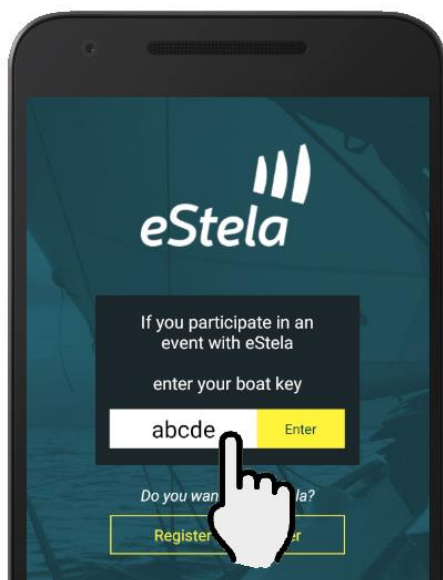 eStela
If you participate in an
event with eStela
enter your boat key
abcde Enter
Do you wan la?
Register er